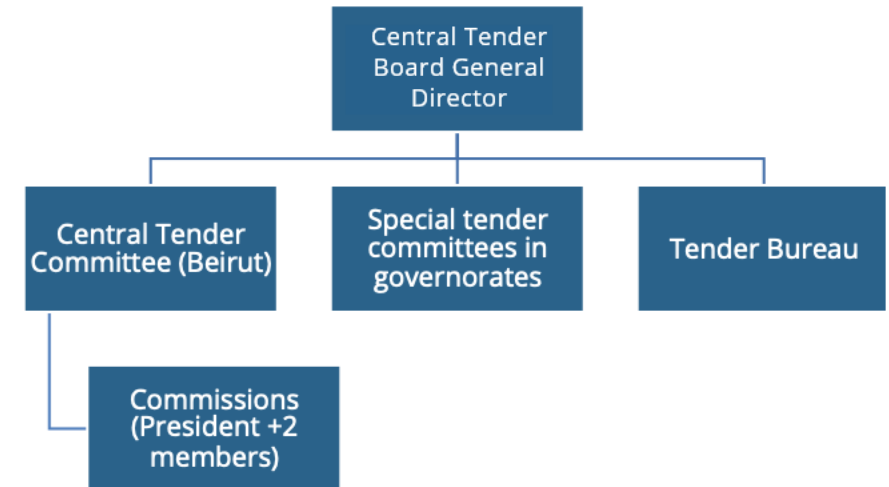 Central Tender
Board General
Director
Central Tender
Committee (Beirut)
Special tender
committees in
governorates
Tender Bureau
Commissions
(President +2
members)